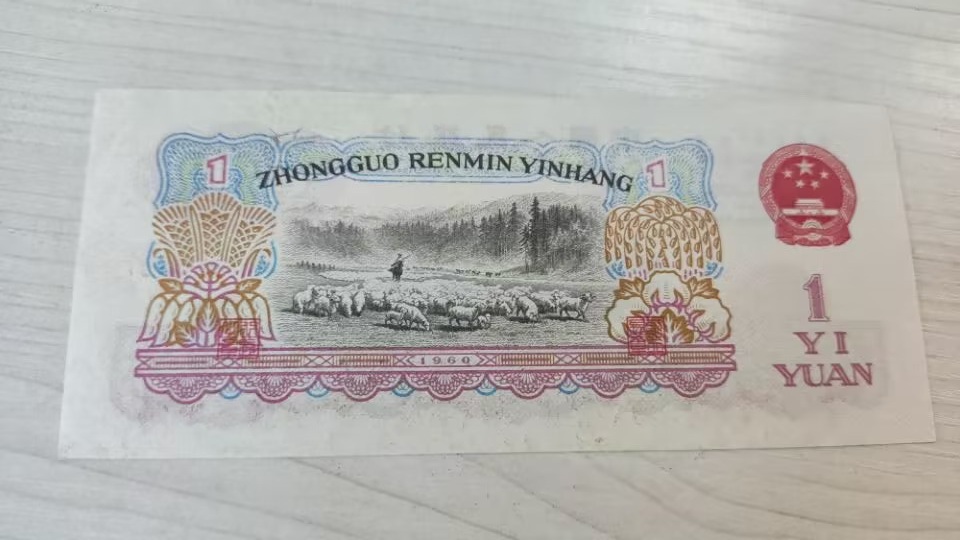 1
ZHONGGUO RENMIN YINHANG
1
1960
1
YI
YUAN